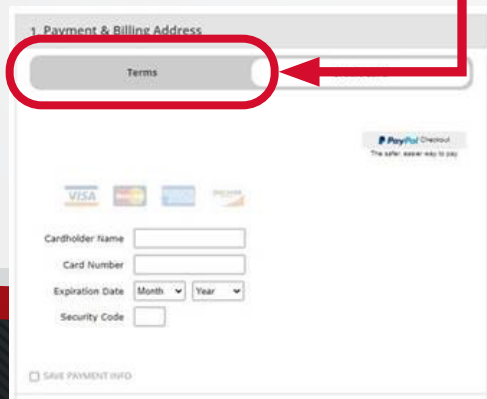 1. Payment & Billing Address
Terms
PayPal Checkout
The safer, easier way to pay
VISA
DISCOVER
Cardholder Name
Card Number
Expiration Date Month Year
Security Code
SAVE PAYMENT INFO